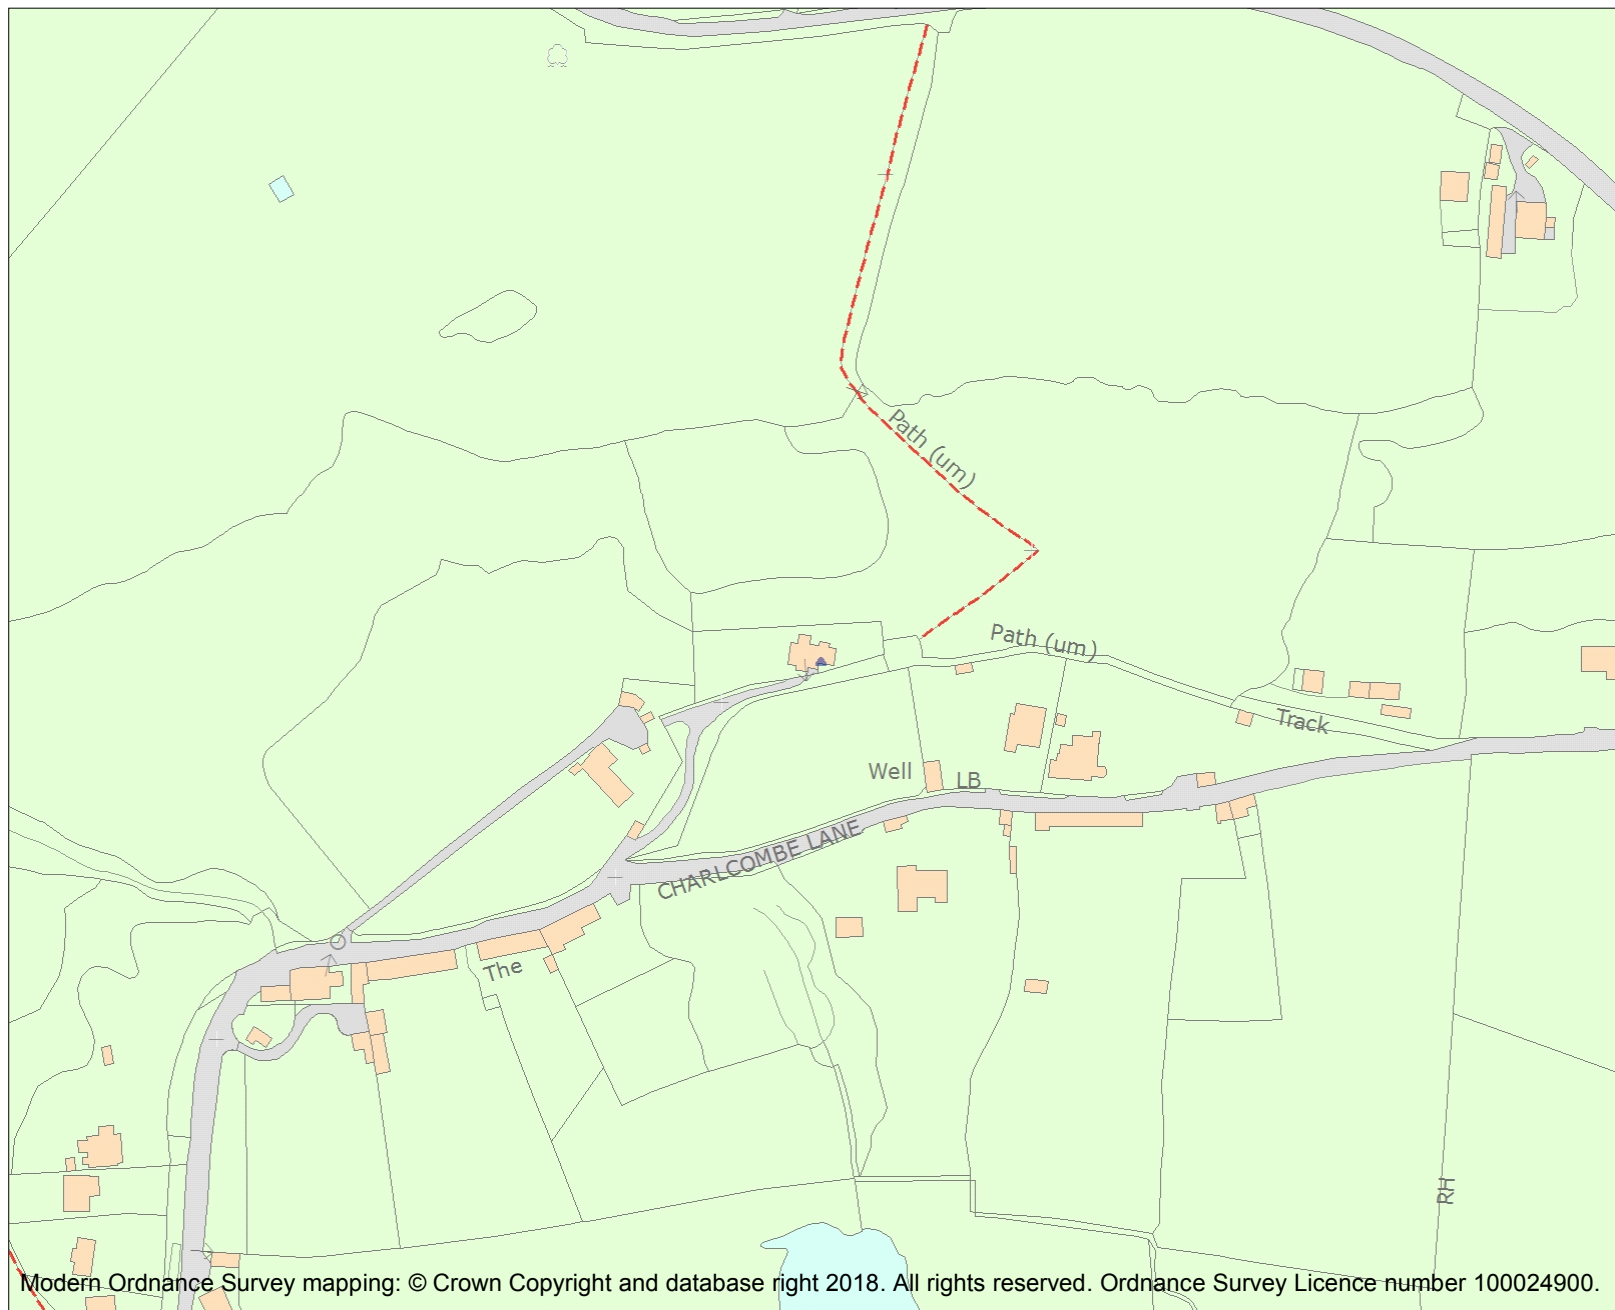 Path (um)
Path (um)
Track
Well
LB
CHARLCOMBE LANE
The
RH
Modern Ordnance Survey mapping: © Crown Copyright and database right 2018. All rights reserved. Ordnance Survey Licence number 100024900.